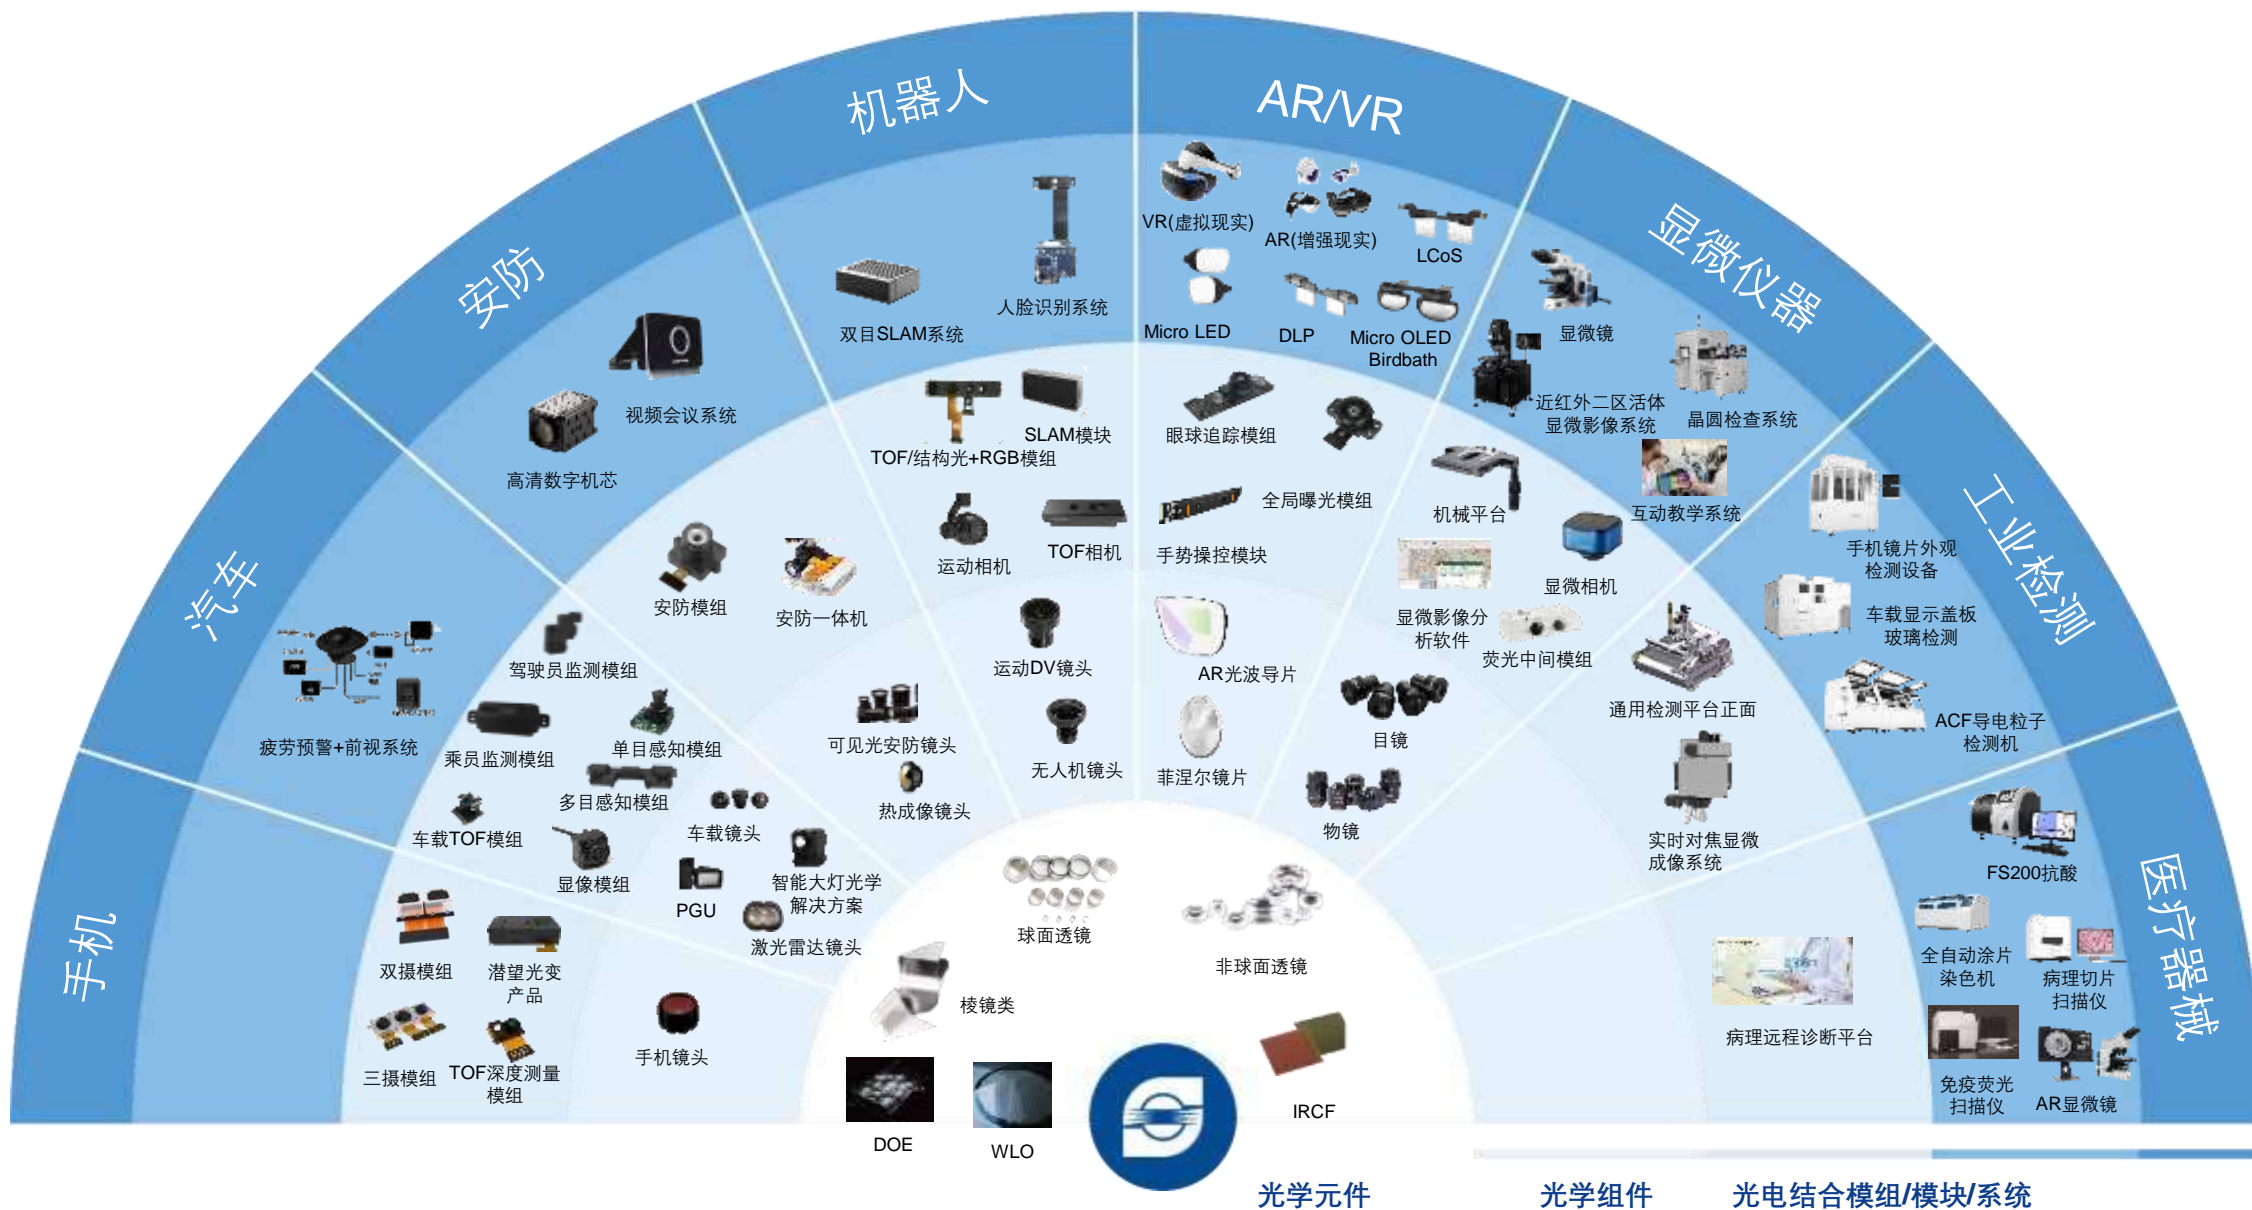 机器人
AR/VR
安防
显微仪器
汽车
工业检测
手机
医疗器械
VR(虚拟现实)
AR(增强现实)
LCoS
Micro LED
DLP
Micro OLED
Birdbath
人脸识别系统
双目SLAM系统
视频会议系统
高清数字机芯
显微镜
近红外二区活体
显微影像系统
晶圆检查系统
互动教学系统
SLAM模块
TOF/结构光+RGB模组
眼球追踪模组
全局曝光模组
机械平台
运动相机
TOF相机
手势操控模块
显微相机
手机镜片外观
检测设备
安防模组
安防一体机
显微影像分
析软件
荧光中间模组
车载显示盖板
玻璃检测
驾驶员监测模组
运动DV镜头
AR光波导片
通用检测平台正面
ACF导电粒子
检测机
疲劳预警+前视系统
乘员监测模组
单目感知模组
可见光安防镜头
无人机镜头
菲涅尔镜片
目镜
多目感知模组
车载TOF模组
车载镜头
热成像镜头
物镜
实时对焦显微
成像系统
显像模组
PGU
智能大灯光学
解决方案
激光雷达镜头
FS200抗酸
双摄模组
潜望光变
产品
球面透镜
非球面透镜
全自动涂片
染色机
病理切片
扫描仪
棱镜类
手机镜头
三摄模组
TOF深度测量
模组
病理远程诊断平台
免疫荧光
扫描仪
AR显微镜
DOE
WLO
IRCF
光学元件
光学组件
光电结合模组/模块/系统